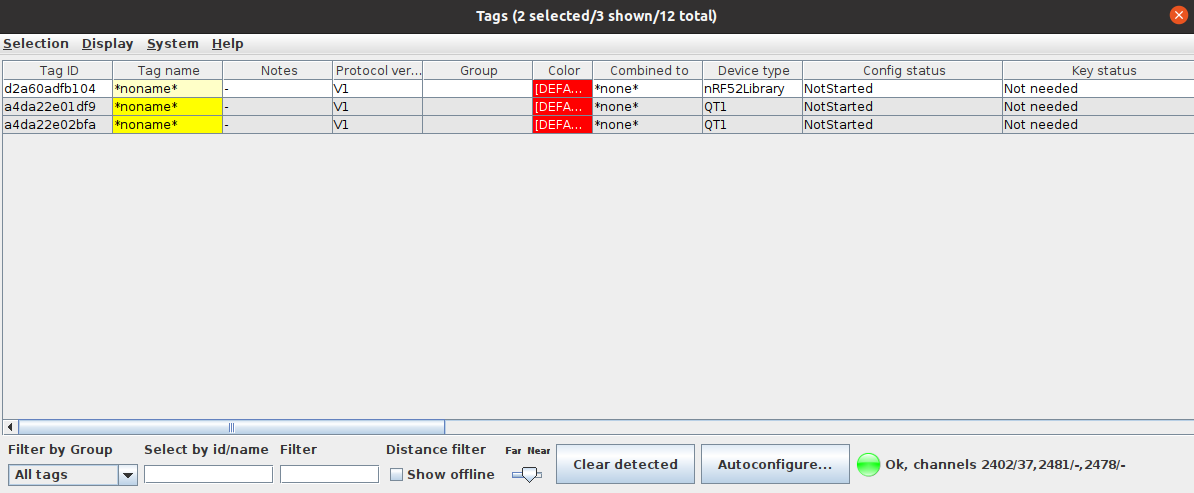 Tags (2 selected/3 shown/12 total)
Selection Display System Help
Tag ID Tag name Notes Protocol ver... Group Color Combined to Device type Config status Key status
d2a60adfb104 *noname* - V1 [DEFA... *none* nRF52Library NotStarted Not needed
a4da22e01df9 *noname* - V1 [DEFA... *none* QT1 NotStarted Not needed
a4da22e02bfa *noname* - V1 [DEFA... *none* QT1 NotStarted Not needed
Filter by Group Select by id/name Filter Distance filter Far Near
All tags Show offline Clear detected Autoconfigure... Ok, channels 2402/37,2481/-,2478/-